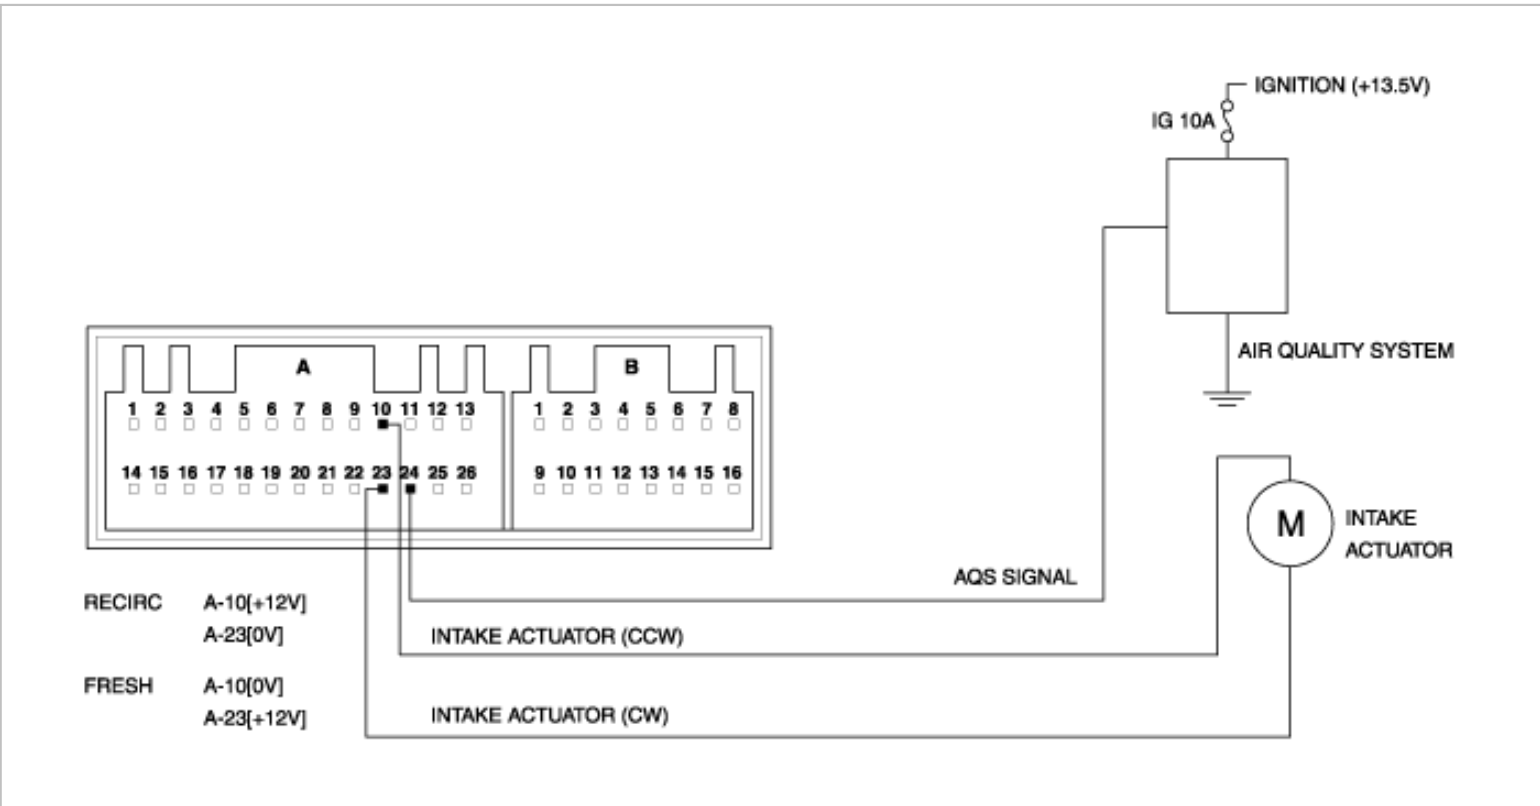 IGNITION (+13.5V)
IG 10A
AIR QUALITY SYSTEM
A B
1 2 3 4 5 6 7 8 9 10 11 12 13 1 2 3 4 5 6 7 8
14 15 16 17 18 19 20 21 22 23 24 25 26 9 10 11 12 13 14 15 16
M
INTAKE
ACTUATOR
AQS SIGNAL
RECIRC A-10[+12V]
A-23[0V]
INTAKE ACTUATOR (CCW)
FRESH A-10[0V]
A-23[+12V]
INTAKE ACTUATOR (CW)